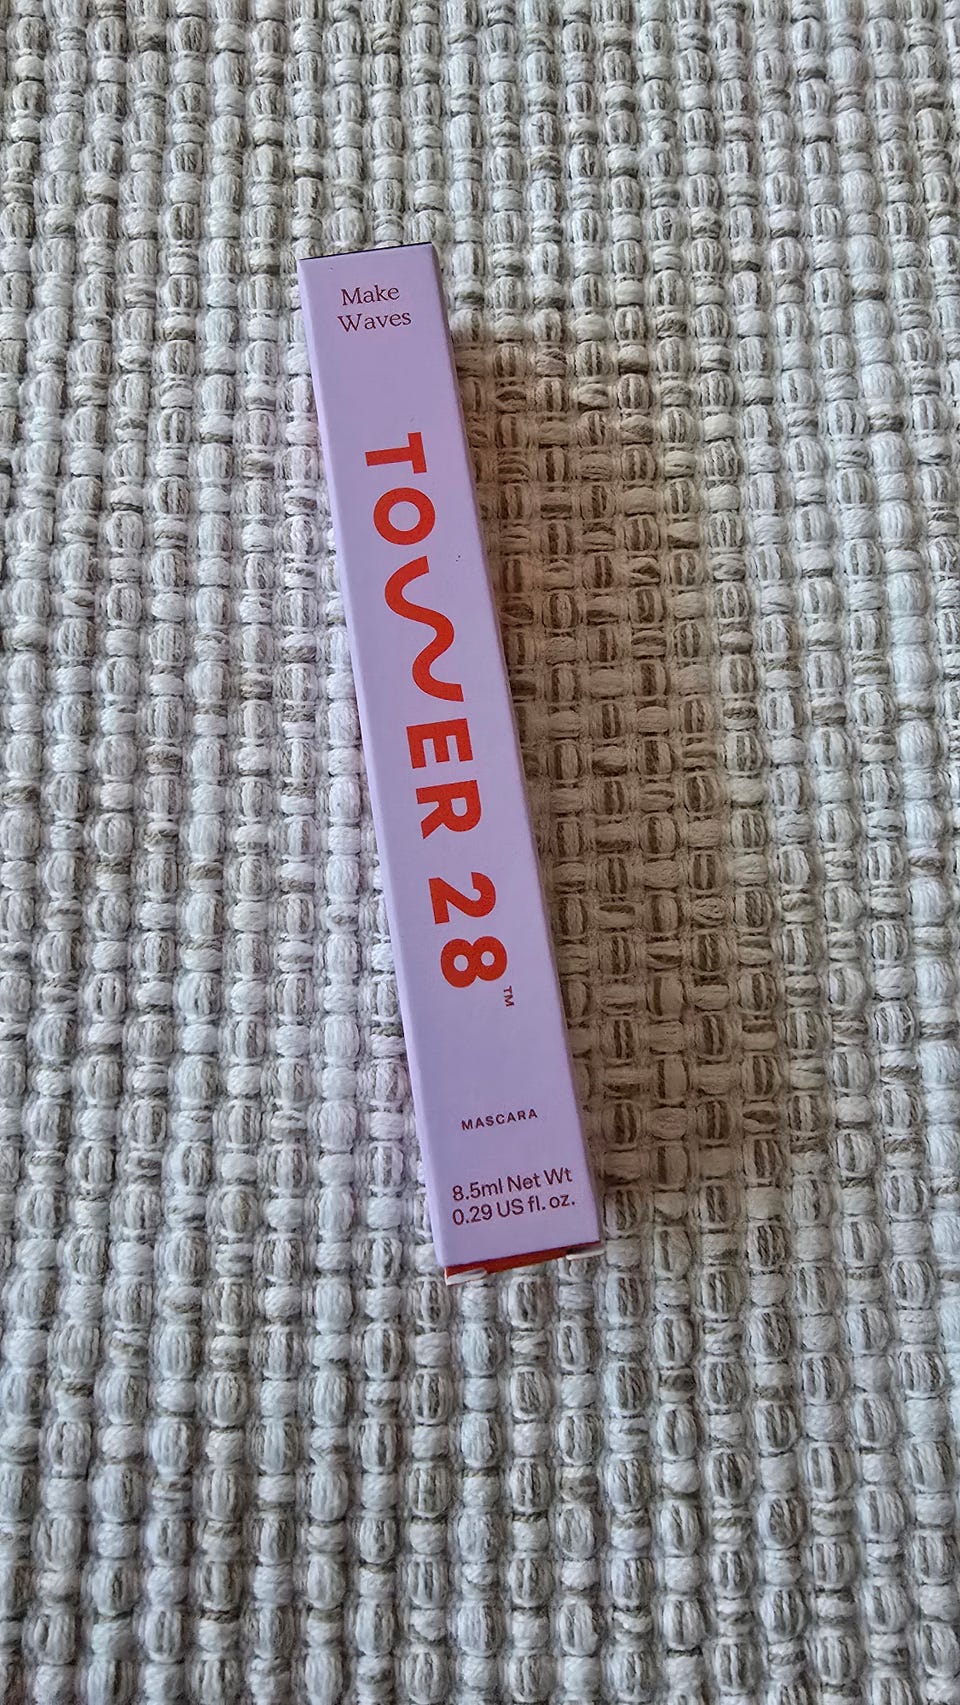 Make
Waves
TOWER 28™
MASCARA
8.5ml Net Wt
0.29 US fl. oz.